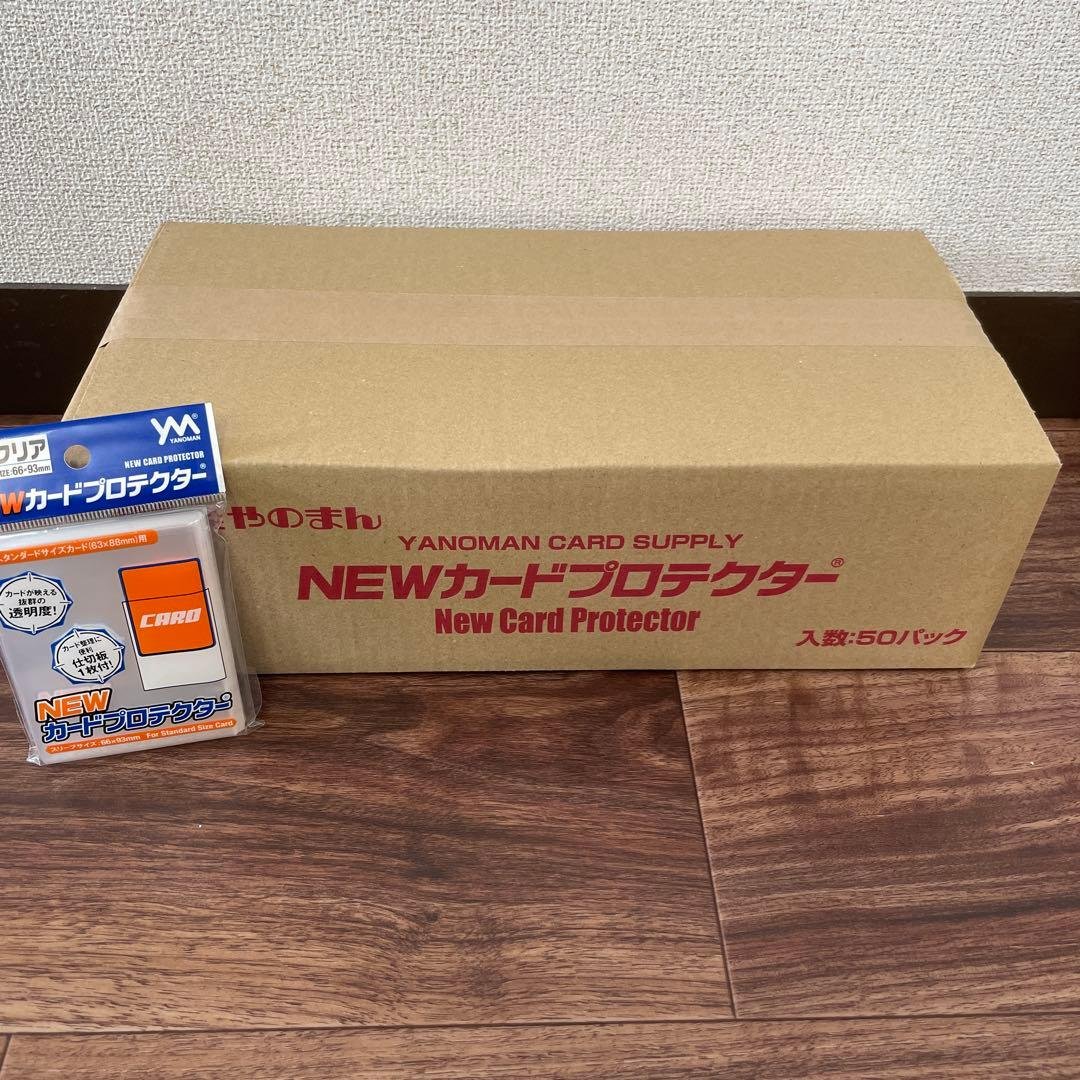 YM®
YANOMAN
クリア
SIZE:66×93mm
NEW CARD PROTECTOR
NEWカードプロテクター®
スタンダードサイズカード(63×88mm)用
カードが映える
抜群の
透明度!
CARD
カード整理に
便利
仕切板
1枚付!
NEW
カードプロテクター®
スリーブサイズ:66×93mm For Standard Size Card
やのまん
YANOMAN CARD SUPPLY
NEWカードプロテクター®
New Card Protector
入数:50パック